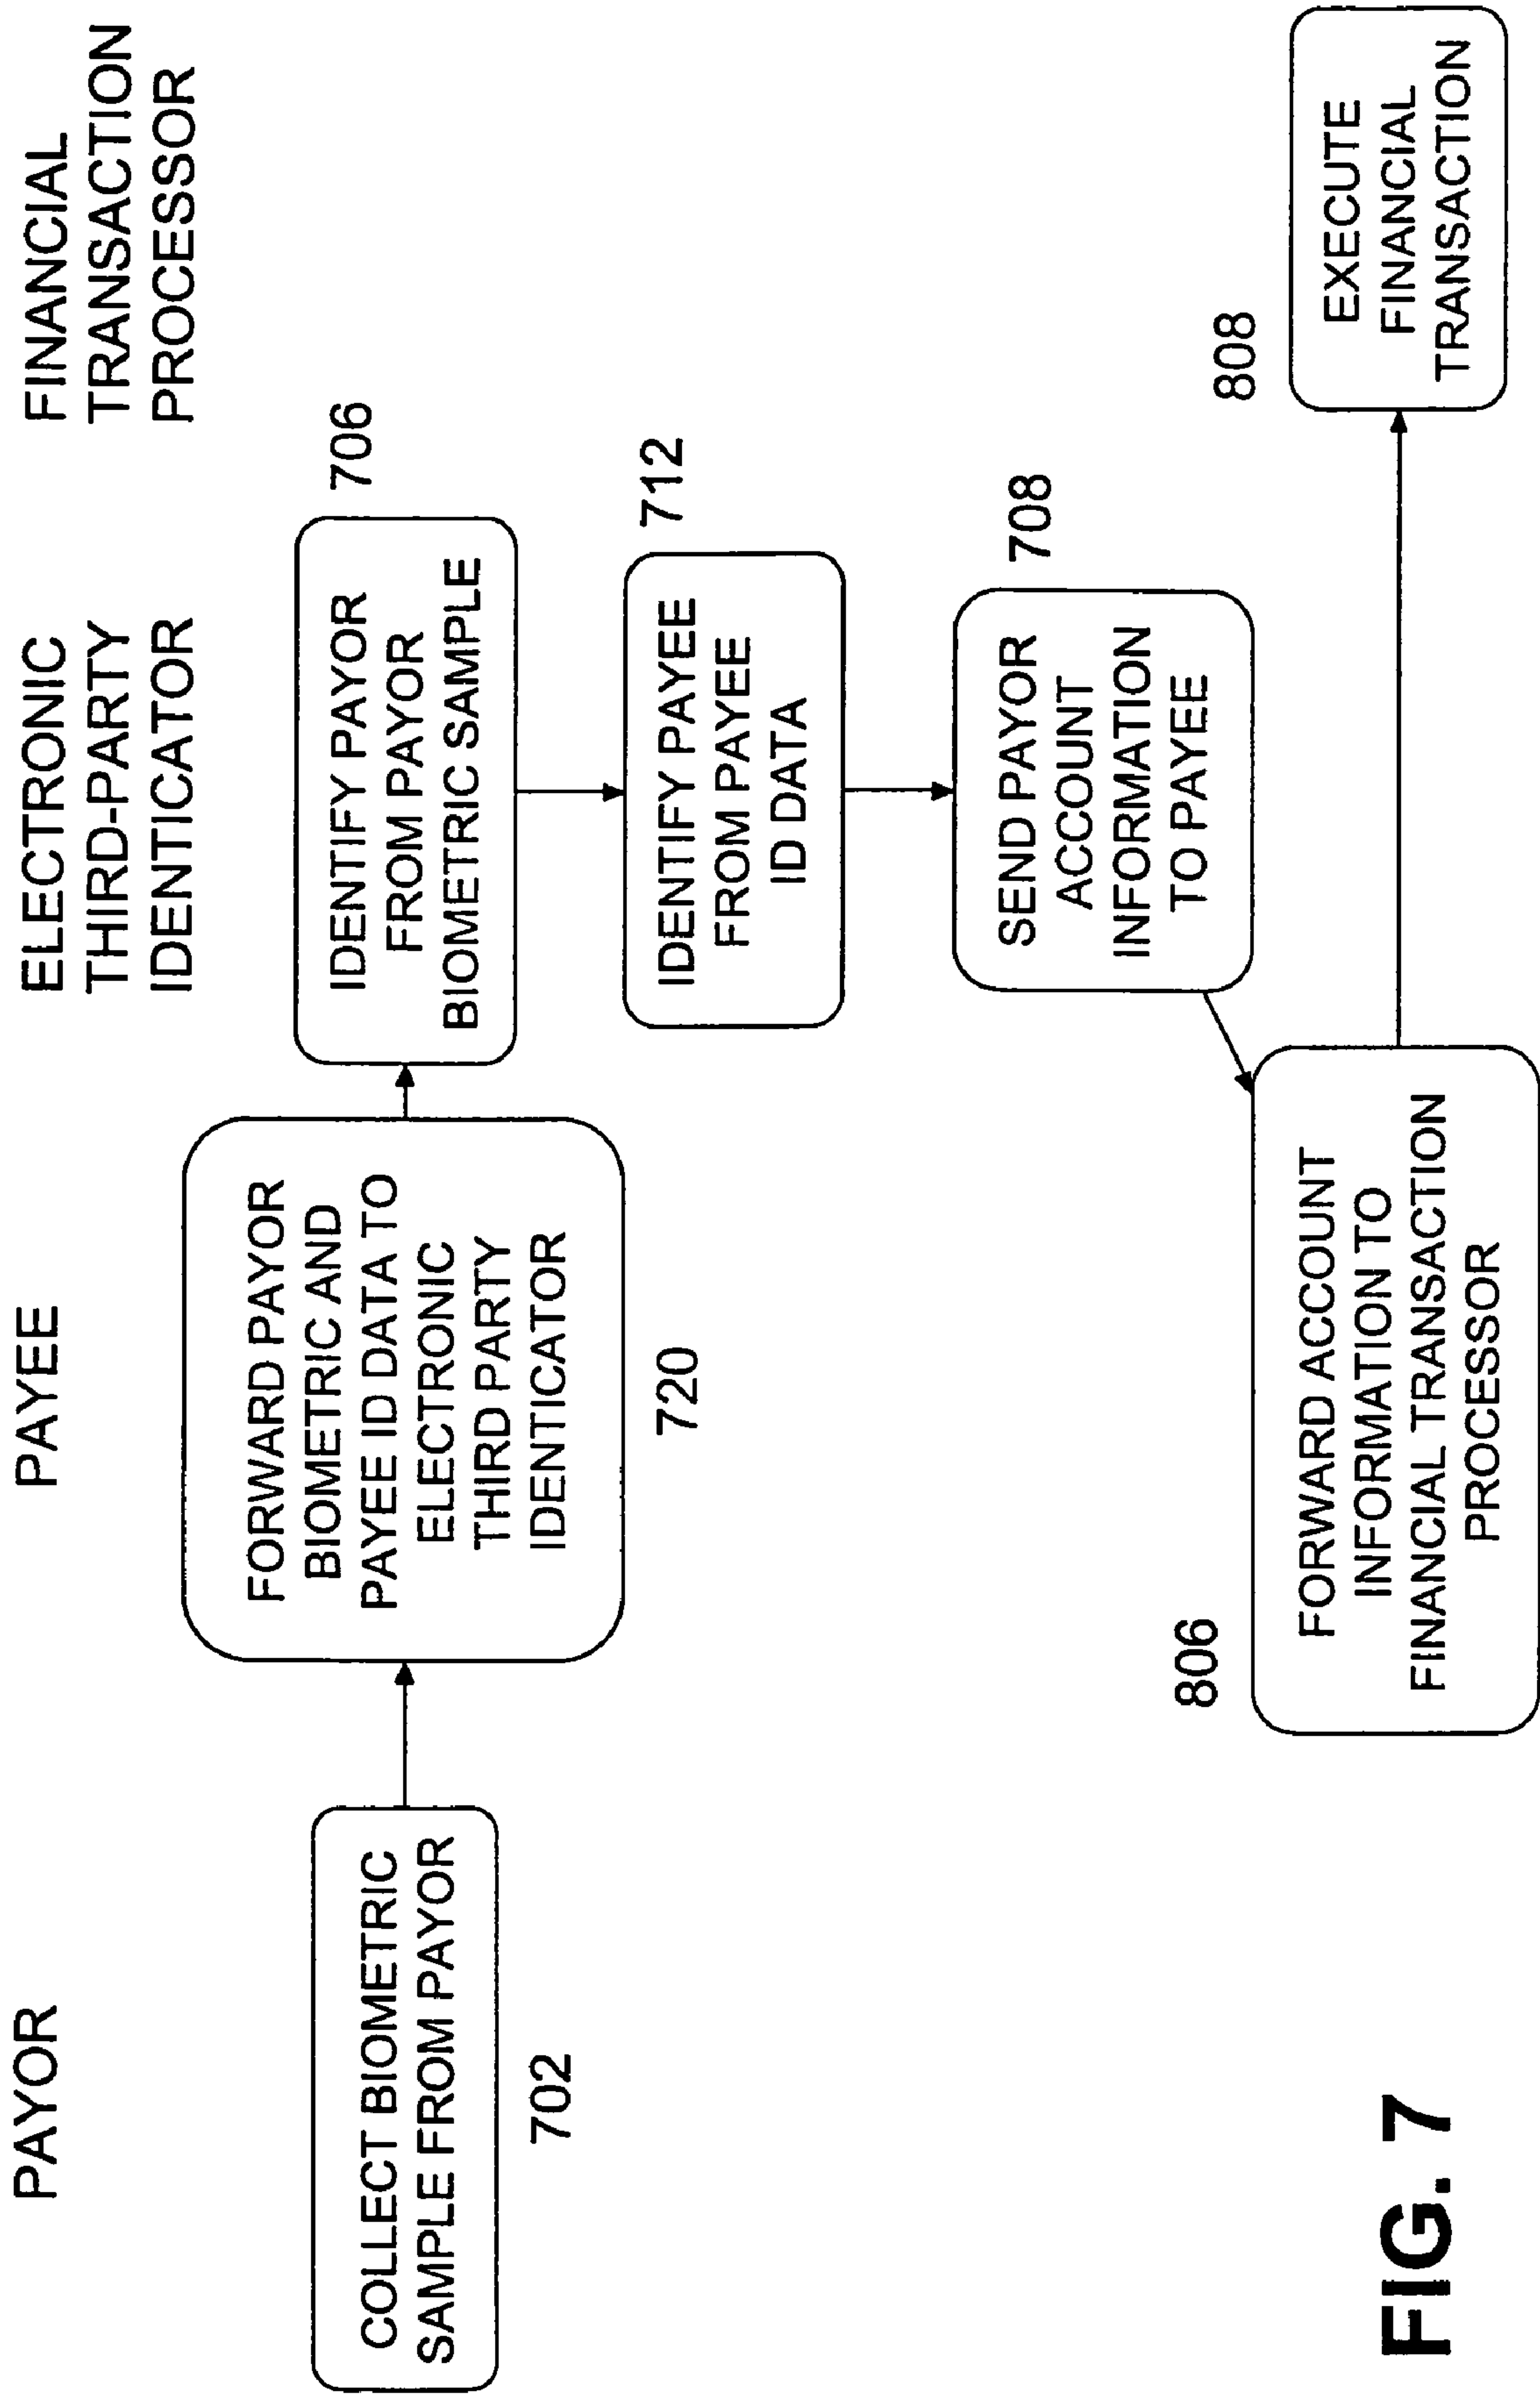 PAYOR
PAYEE
ELECTRONIC
THIRD-PARTY
IDENTICATOR
FINANCIAL
TRANSACTION
PROCESSOR
COLLECT BIOMETRIC
SAMPLE FROM PAYOR
702
FORWARD PAYOR
BIOMETRIC AND
PAYEE ID DATA TO
ELECTRONIC
THIRD PARTY
IDENTICATOR
720
IDENTIFY PAYOR
FROM PAYOR
BIOMETRIC SAMPLE
706
IDENTIFY PAYEE
FROM PAYEE
ID DATA
712
SEND PAYOR
ACCOUNT
INFORMATION
TO PAYEE
708
806
FORWARD ACCOUNT
INFORMATION TO
FINANCIAL TRANSACTION
PROCESSOR
808
EXECUTE
FINANCIAL
TRANSACTION
FIG. 7